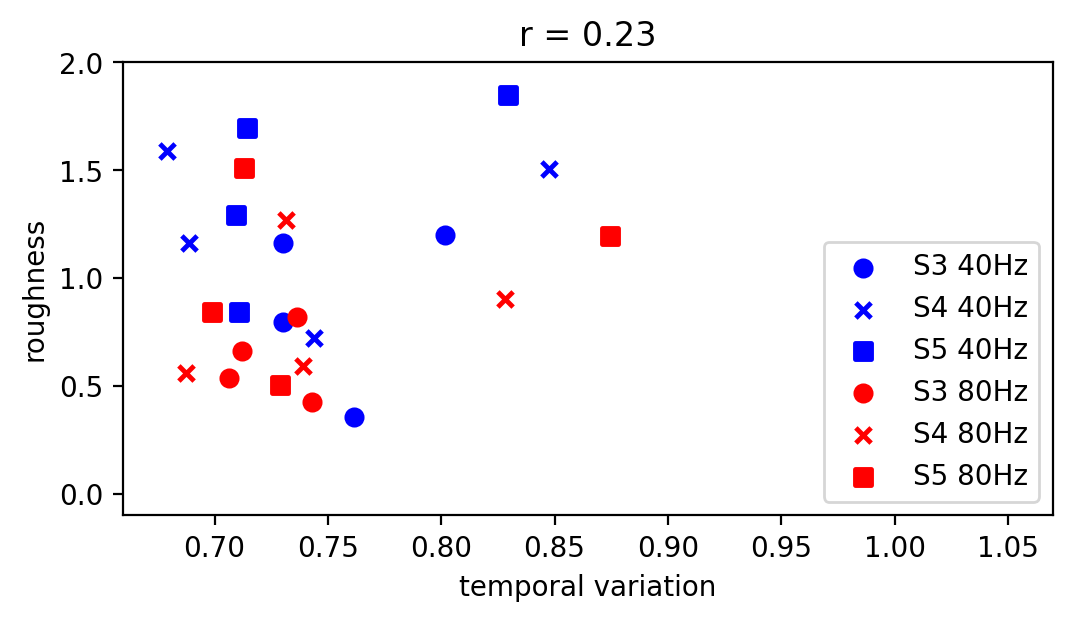 r = 0.23
2.0
1.5
1.0
0.5
0.0
roughness
0.70 0.75 0.80 0.85 0.90 0.95 1.00 1.05
temporal variation
S3 40Hz
S4 40Hz
S5 40Hz
S3 80Hz
S4 80Hz
S5 80Hz